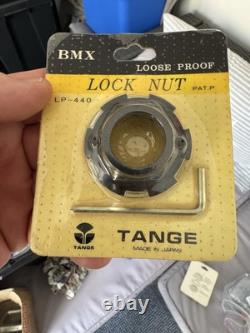 BMX
LOOSE PROOF
LOCK NUT
PAT.P
LP-440
TANGE
TANGE
MADE IN JAPAN